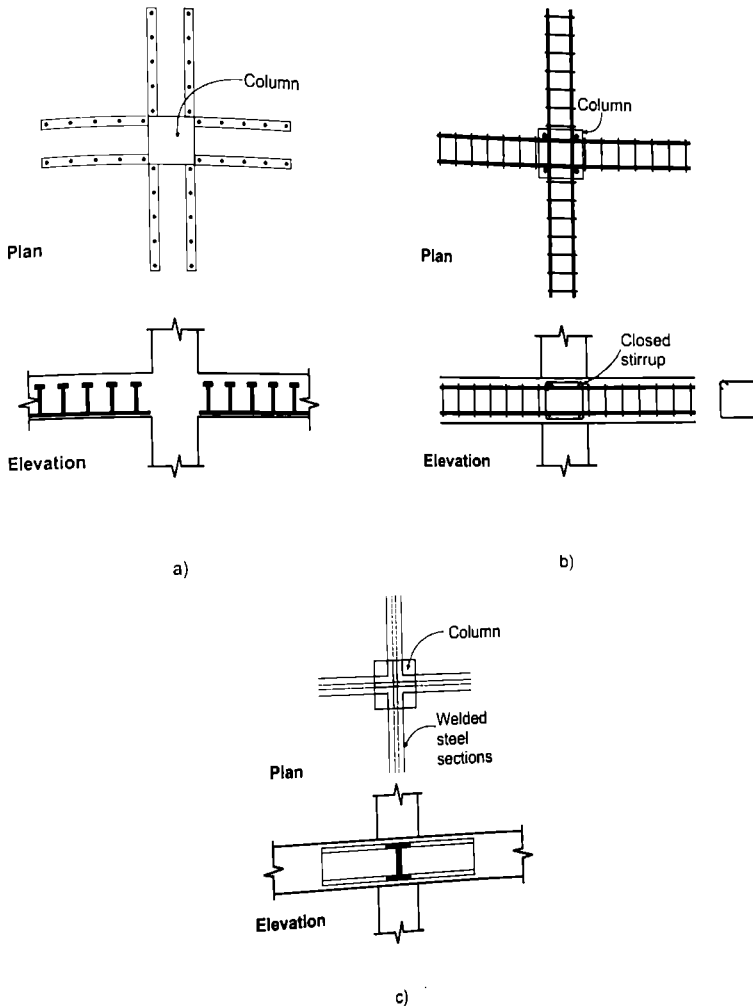 Column
Plan
Elevation
a)
Column
Plan
Closed
stirrup
Elevation
b)
Column
Welded
steel
sections
Plan
Elevation
c)